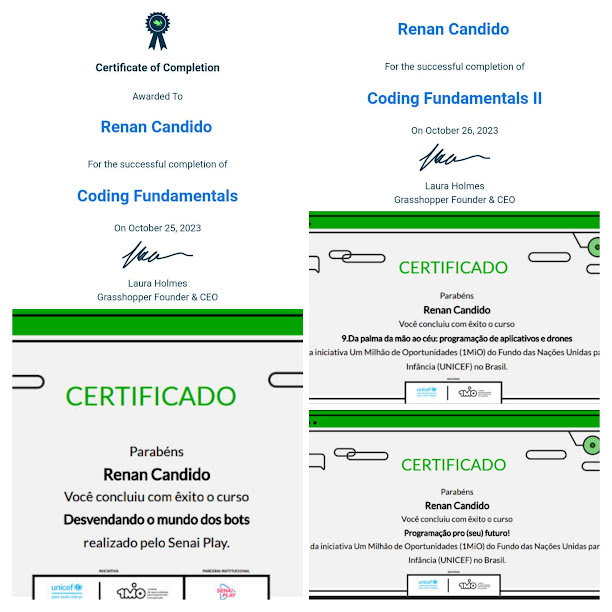 Certificate of Completion
Awarded To
Renan Candido
For the successful completion of
Coding Fundamentals
On October 25, 2023
Laura Holmes
Grasshopper Founder & CEO
CERTIFICADO
Parabéns
Renan Candido
Você concluiu com êxito o curso
Desvendando o mundo dos bots
realizado pelo Senai Play.
INICIATIVA
PARCERIA INSTITUCIONAL
unicef
1MiO
SENAI PLAY
Renan Candido
For the successful completion of
Coding Fundamentals II
On October 26, 2023
Laura Holmes
Grasshopper Founder & CEO
CERTIFICADO
Parabéns
Renan Candido
Você concluiu com êxito o curso
9.Da palma da mão ao céu: programação de aplicativos e drones
a iniciativa Um Milhão de Oportunidades (1MiO) do Fundo das Nações Unidas pa
Infância (UNICEF) no Brasil.
unicef
1MiO
CERTIFICADO
Parabéns
Renan Candido
Você concluiu com êxito o curso
Programação pro (seu) futuro!
da iniciativa Um Milhão de Oportunidades (1MiO) do Fundo das Nações Unidas par
Infância (UNICEF) no Brasil.
unicef
1MiO